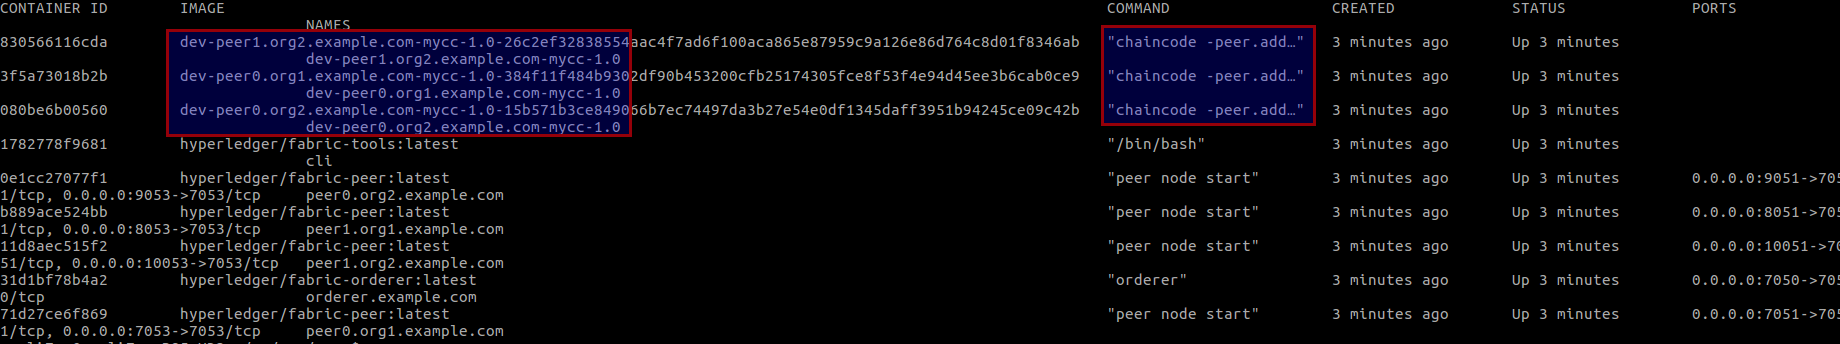 CONTAINER ID IMAGE COMMAND CREATED STATUS PORTS
NAMES
830566116cda dev-peer1.org2.example.com-mycc-1.0-26c2ef32838554aac4f7ad6f100aca865e87959c9a126e86d764c8d01f8346ab "chaincode -peer.add…" 3 minutes ago Up 3 minutes
dev-peer1.org2.example.com-mycc-1.0
3f5a73018b2b dev-peer0.org1.example.com-mycc-1.0-384f11f484b9302df90b453200cfb25174305fce8f53f4e94d45ee3b6cab0ce9 "chaincode -peer.add…" 3 minutes ago Up 3 minutes
dev-peer0.org1.example.com-mycc-1.0
080be6b00560 dev-peer0.org2.example.com-mycc-1.0-15b571b3ce849066b7ec74497da3b27e54e0df1345daff3951b94245ce09c42b "chaincode -peer.add…" 3 minutes ago Up 3 minutes
dev-peer0.org2.example.com-mycc-1.0
1782778f9681 hyperledger/fabric-tools:latest "/bin/bash" 3 minutes ago Up 3 minutes
cli
0e1cc27077f1 hyperledger/fabric-peer:latest "peer node start" 3 minutes ago Up 3 minutes 0.0.0.0:9051->705
1/tcp, 0.0.0.0:9053->7053/tcp peer0.org2.example.com
b889ace524bb hyperledger/fabric-peer:latest "peer node start" 3 minutes ago Up 3 minutes 0.0.0.0:8051->705
1/tcp, 0.0.0.0:8053->7053/tcp peer1.org1.example.com
11d8aec515f2 hyperledger/fabric-peer:latest "peer node start" 3 minutes ago Up 3 minutes 0.0.0.0:10051->70
51/tcp, 0.0.0.0:10053->7053/tcp peer1.org2.example.com
31d1bf78b4a2 hyperledger/fabric-orderer:latest "orderer" 3 minutes ago Up 3 minutes 0.0.0.0:7050->705
0/tcp orderer.example.com
71d27ce6f869 hyperledger/fabric-peer:latest "peer node start" 3 minutes ago Up 3 minutes 0.0.0.0:7051->705
1/tcp, 0.0.0.0:7053->7053/tcp peer0.org1.example.com